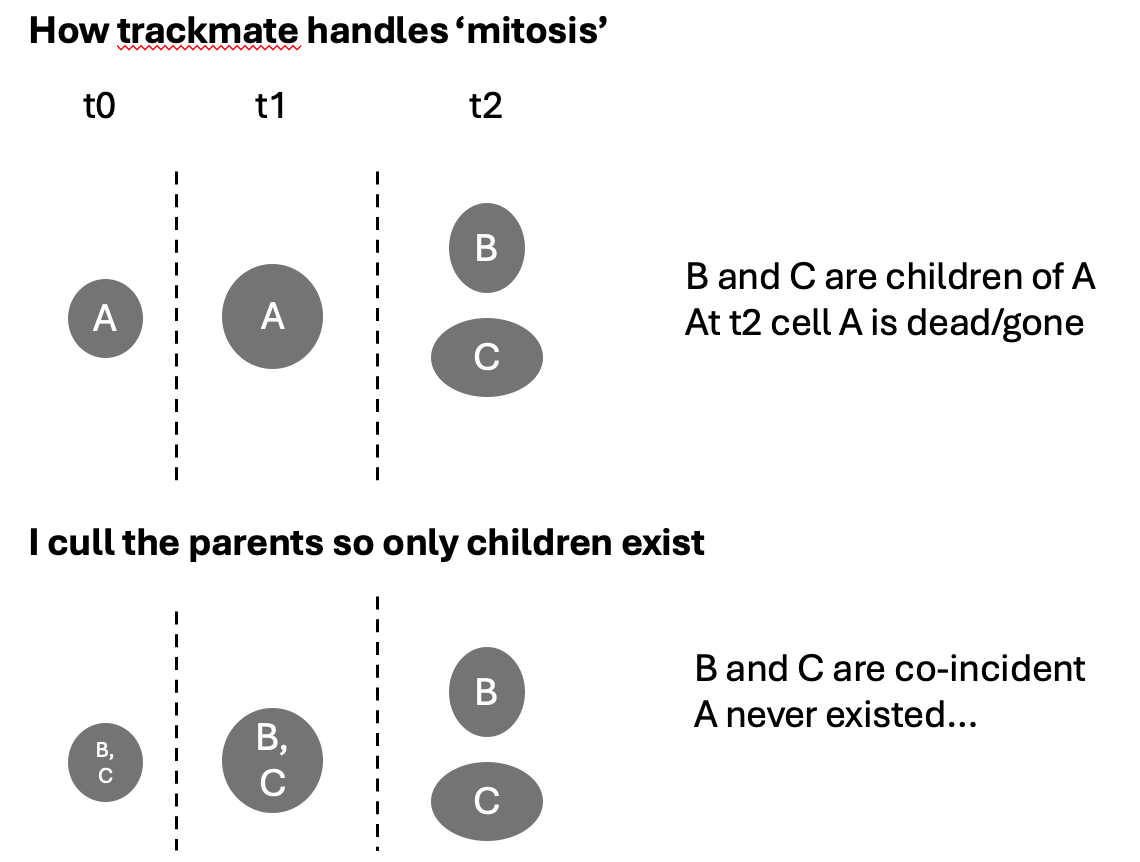 How trackmate handles ‘mitosis’
t0 t1 t2
B
A A
C
B and C are children of A
At t2 cell A is dead/gone
I cull the parents so only children exist
B
B,
C
B,
C
C
B and C are co-incident
A never existed...